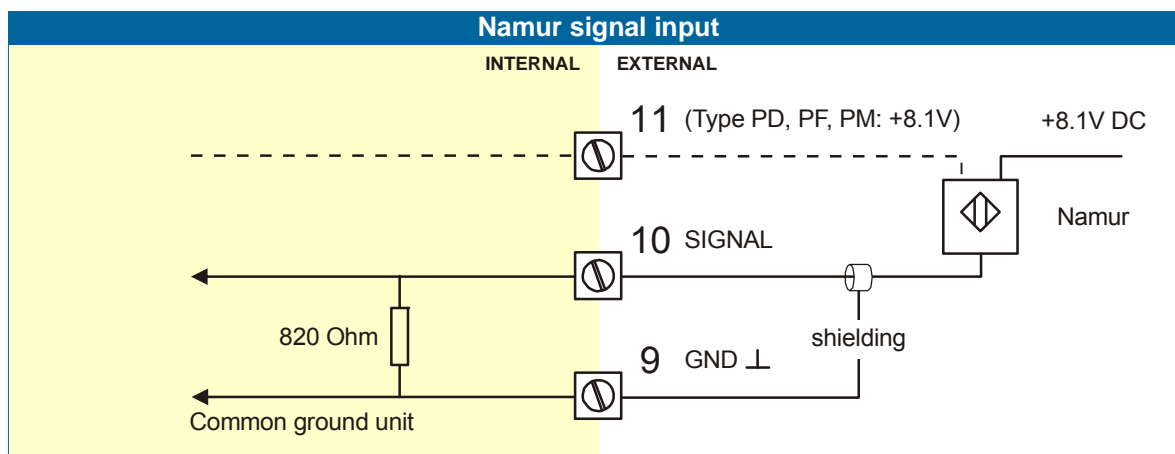 Namur signal input
INTERNAL EXTERNAL
11 (Type PD, PF, PM: +8.1V) +8.1V DC
Namur
10 SIGNAL
820 Ohm
shielding
9 GND ⊥
Common ground unit